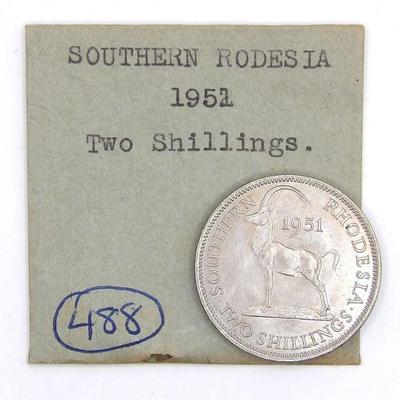 SOUTHERN RODESIA
1951
Two Shillings.
488
SOUTHERN RHODESIA
1951
·TWO SHILLINGS·